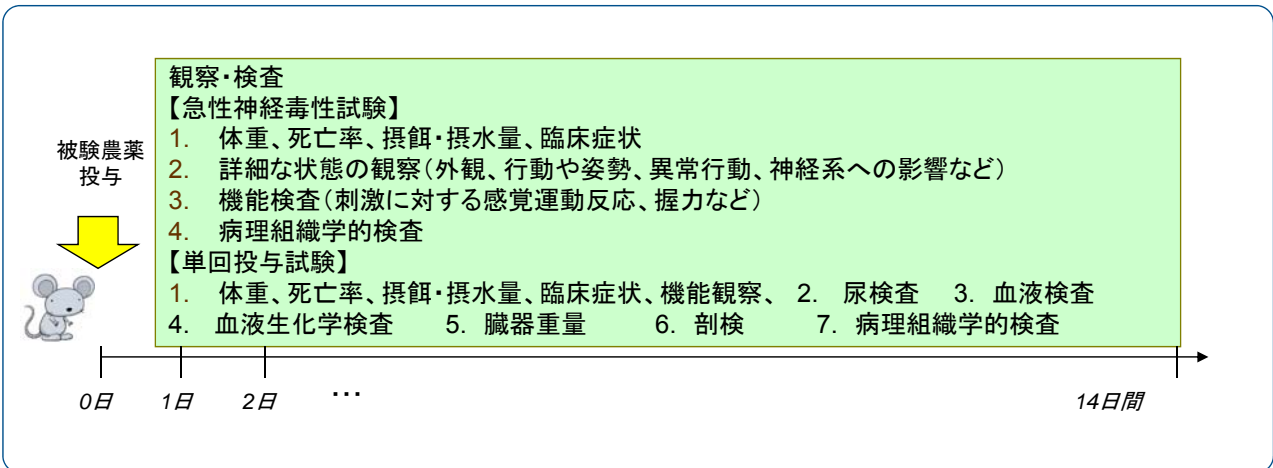 観察・検査
【急性神経毒性試験】
1. 体重、死亡率、摂餌・摂水量、臨床症状
2. 詳細な状態の観察(外観、行動や姿勢、異常行動、神経系への影響など)
3. 機能検査(刺激に対する感覚運動反応、握力など)
4. 病理組織学的検査
【単回投与試験】
1. 体重、死亡率、摂餌・摂水量、臨床症状、機能観察、 2. 尿検査 3. 血液検査
4. 血液生化学検査 5. 臓器重量 6. 剖検 7. 病理組織学的検査
被験農薬
投与
0日 1日 2日 … 14日間